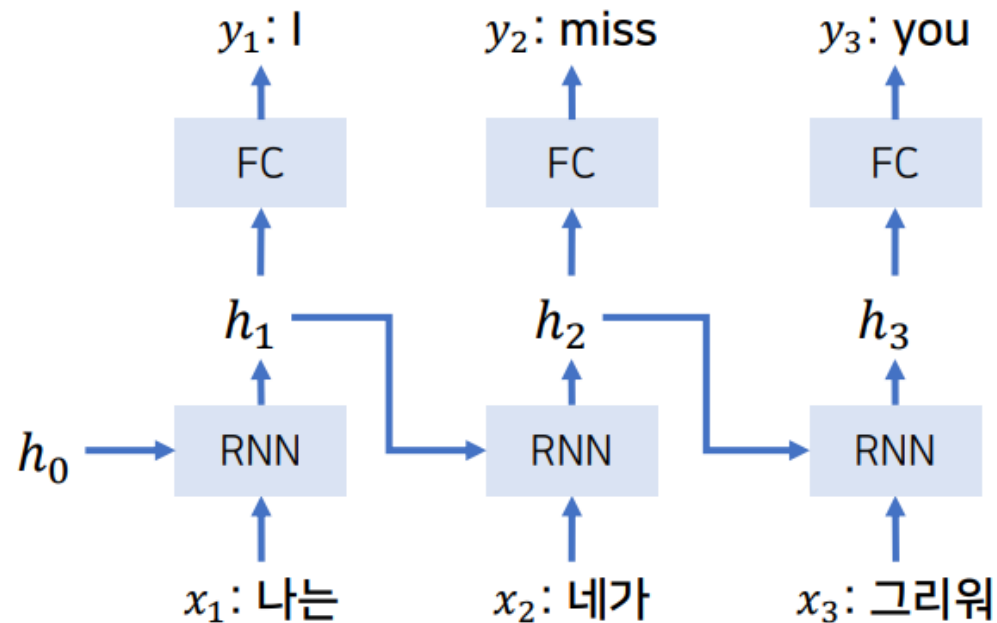 y₁: I y₂: miss y₃: you
FC FC FC
h₁ h₂ h₃
h₀ RNN RNN RNN
x₁: 나는 x₂: 네가 x₃: 그리워